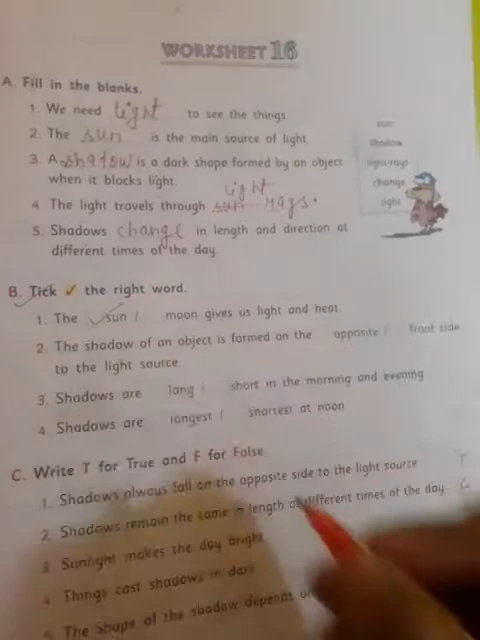 WORKSHEET 16
A. Fill in the blanks.
1. We need light to see the things.
sun
2. The sun is the main source of light.
shadow
3. A shadow is a dark shape formed by an object
light-rays
when it blocks light.
change
light
4. The light travels through sun rays.
light
5. Shadows change in length and direction at
different times of the day.
B. Tick ✓ the right word.
1. The ✓ sun / moon gives us light and heat.
2. The shadow of an object is formed on the opposite / front side
to the light source.
3. Shadows are long / short in the morning and evening
4. Shadows are longest / shortest at noon
C. Write T for True and F for False.
1. Shadows always fall on the opposite side to the light source T
2. Shadows remain the same in length at different times of the day
3. Sunlight makes the day bright
4. Things cast shadows in dark
5. The Shape of the shadow depends on